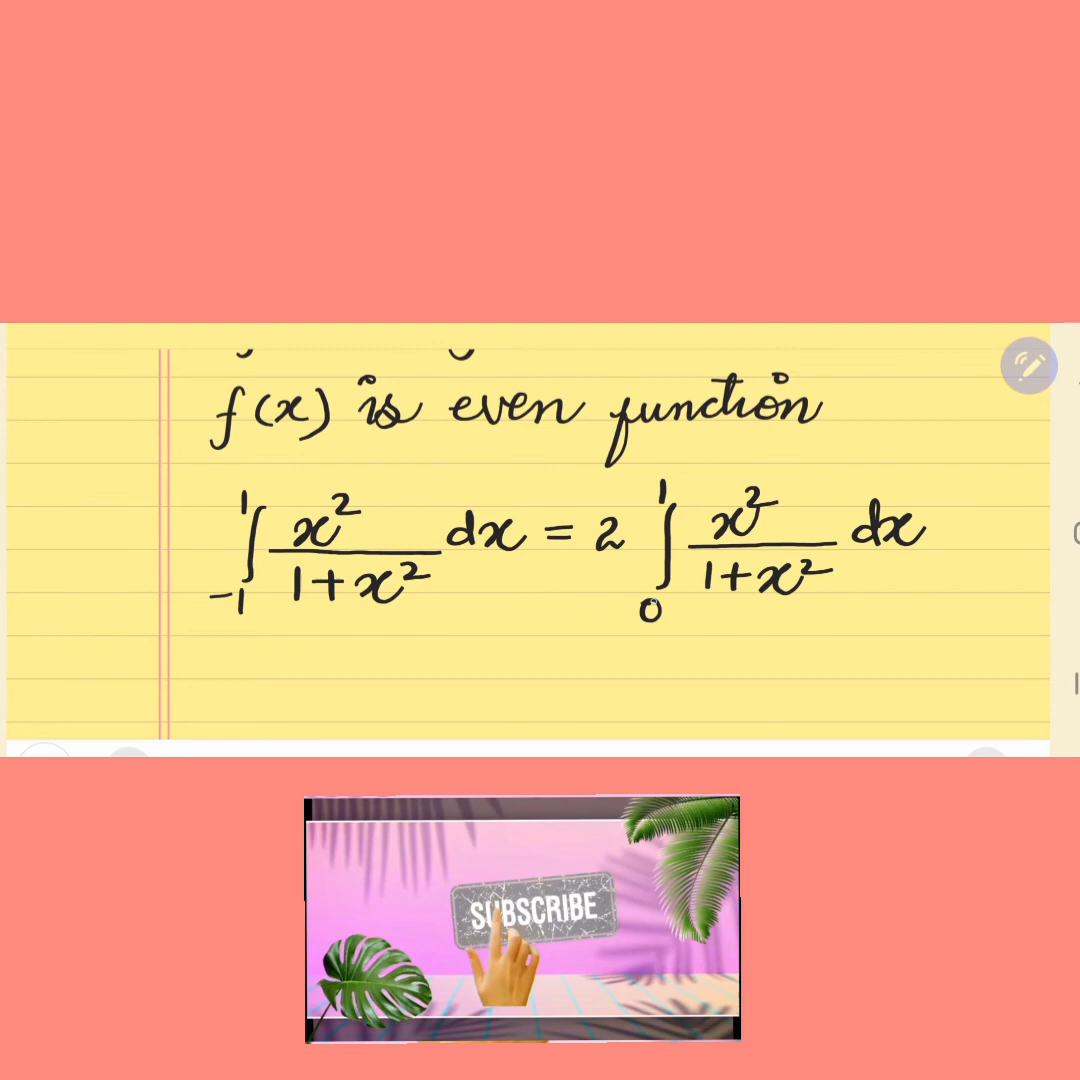 f(x) is even function
∫₋₁¹ x²/(1+x²) dx = 2 ∫₀¹ x²/(1+x²) dx
SUBSCRIBE